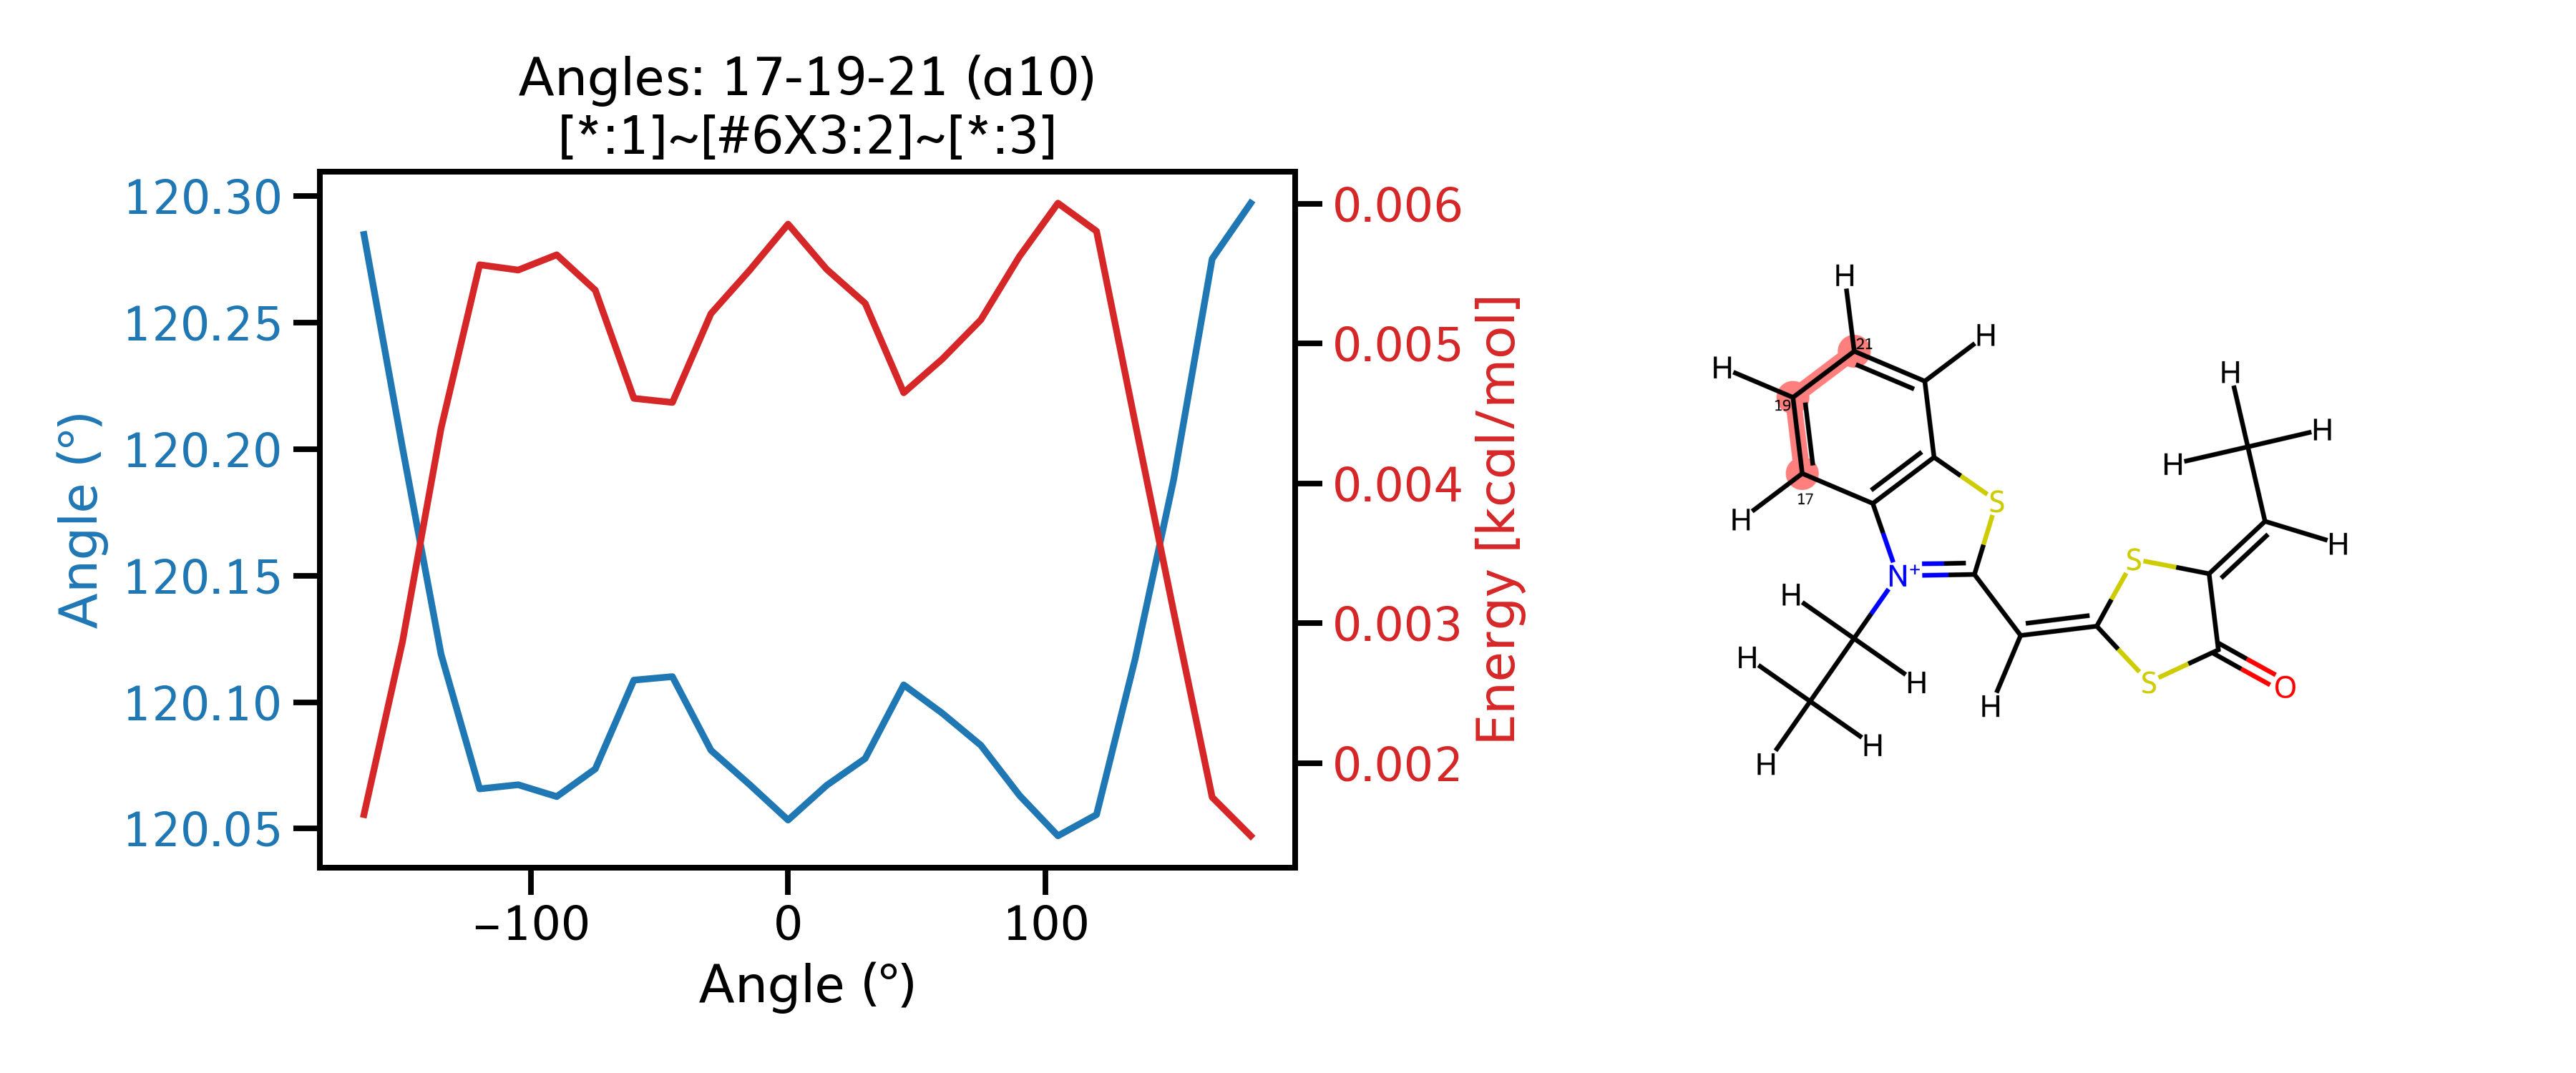 Angles: 17-19-21 (a10)
[*:1]~[#6X3:2]~[*:3]
Angle (°)
120.30
120.25
120.20
120.15
120.10
120.05
−100
0
100
Angle (°)
0.006
0.005
0.004
0.003
0.002
Energy [kcal/mol]
H
H
21
H
H
19
17
H
S
N+
H
H
H
H
H
H
H
S
S
O
H
H
H
H